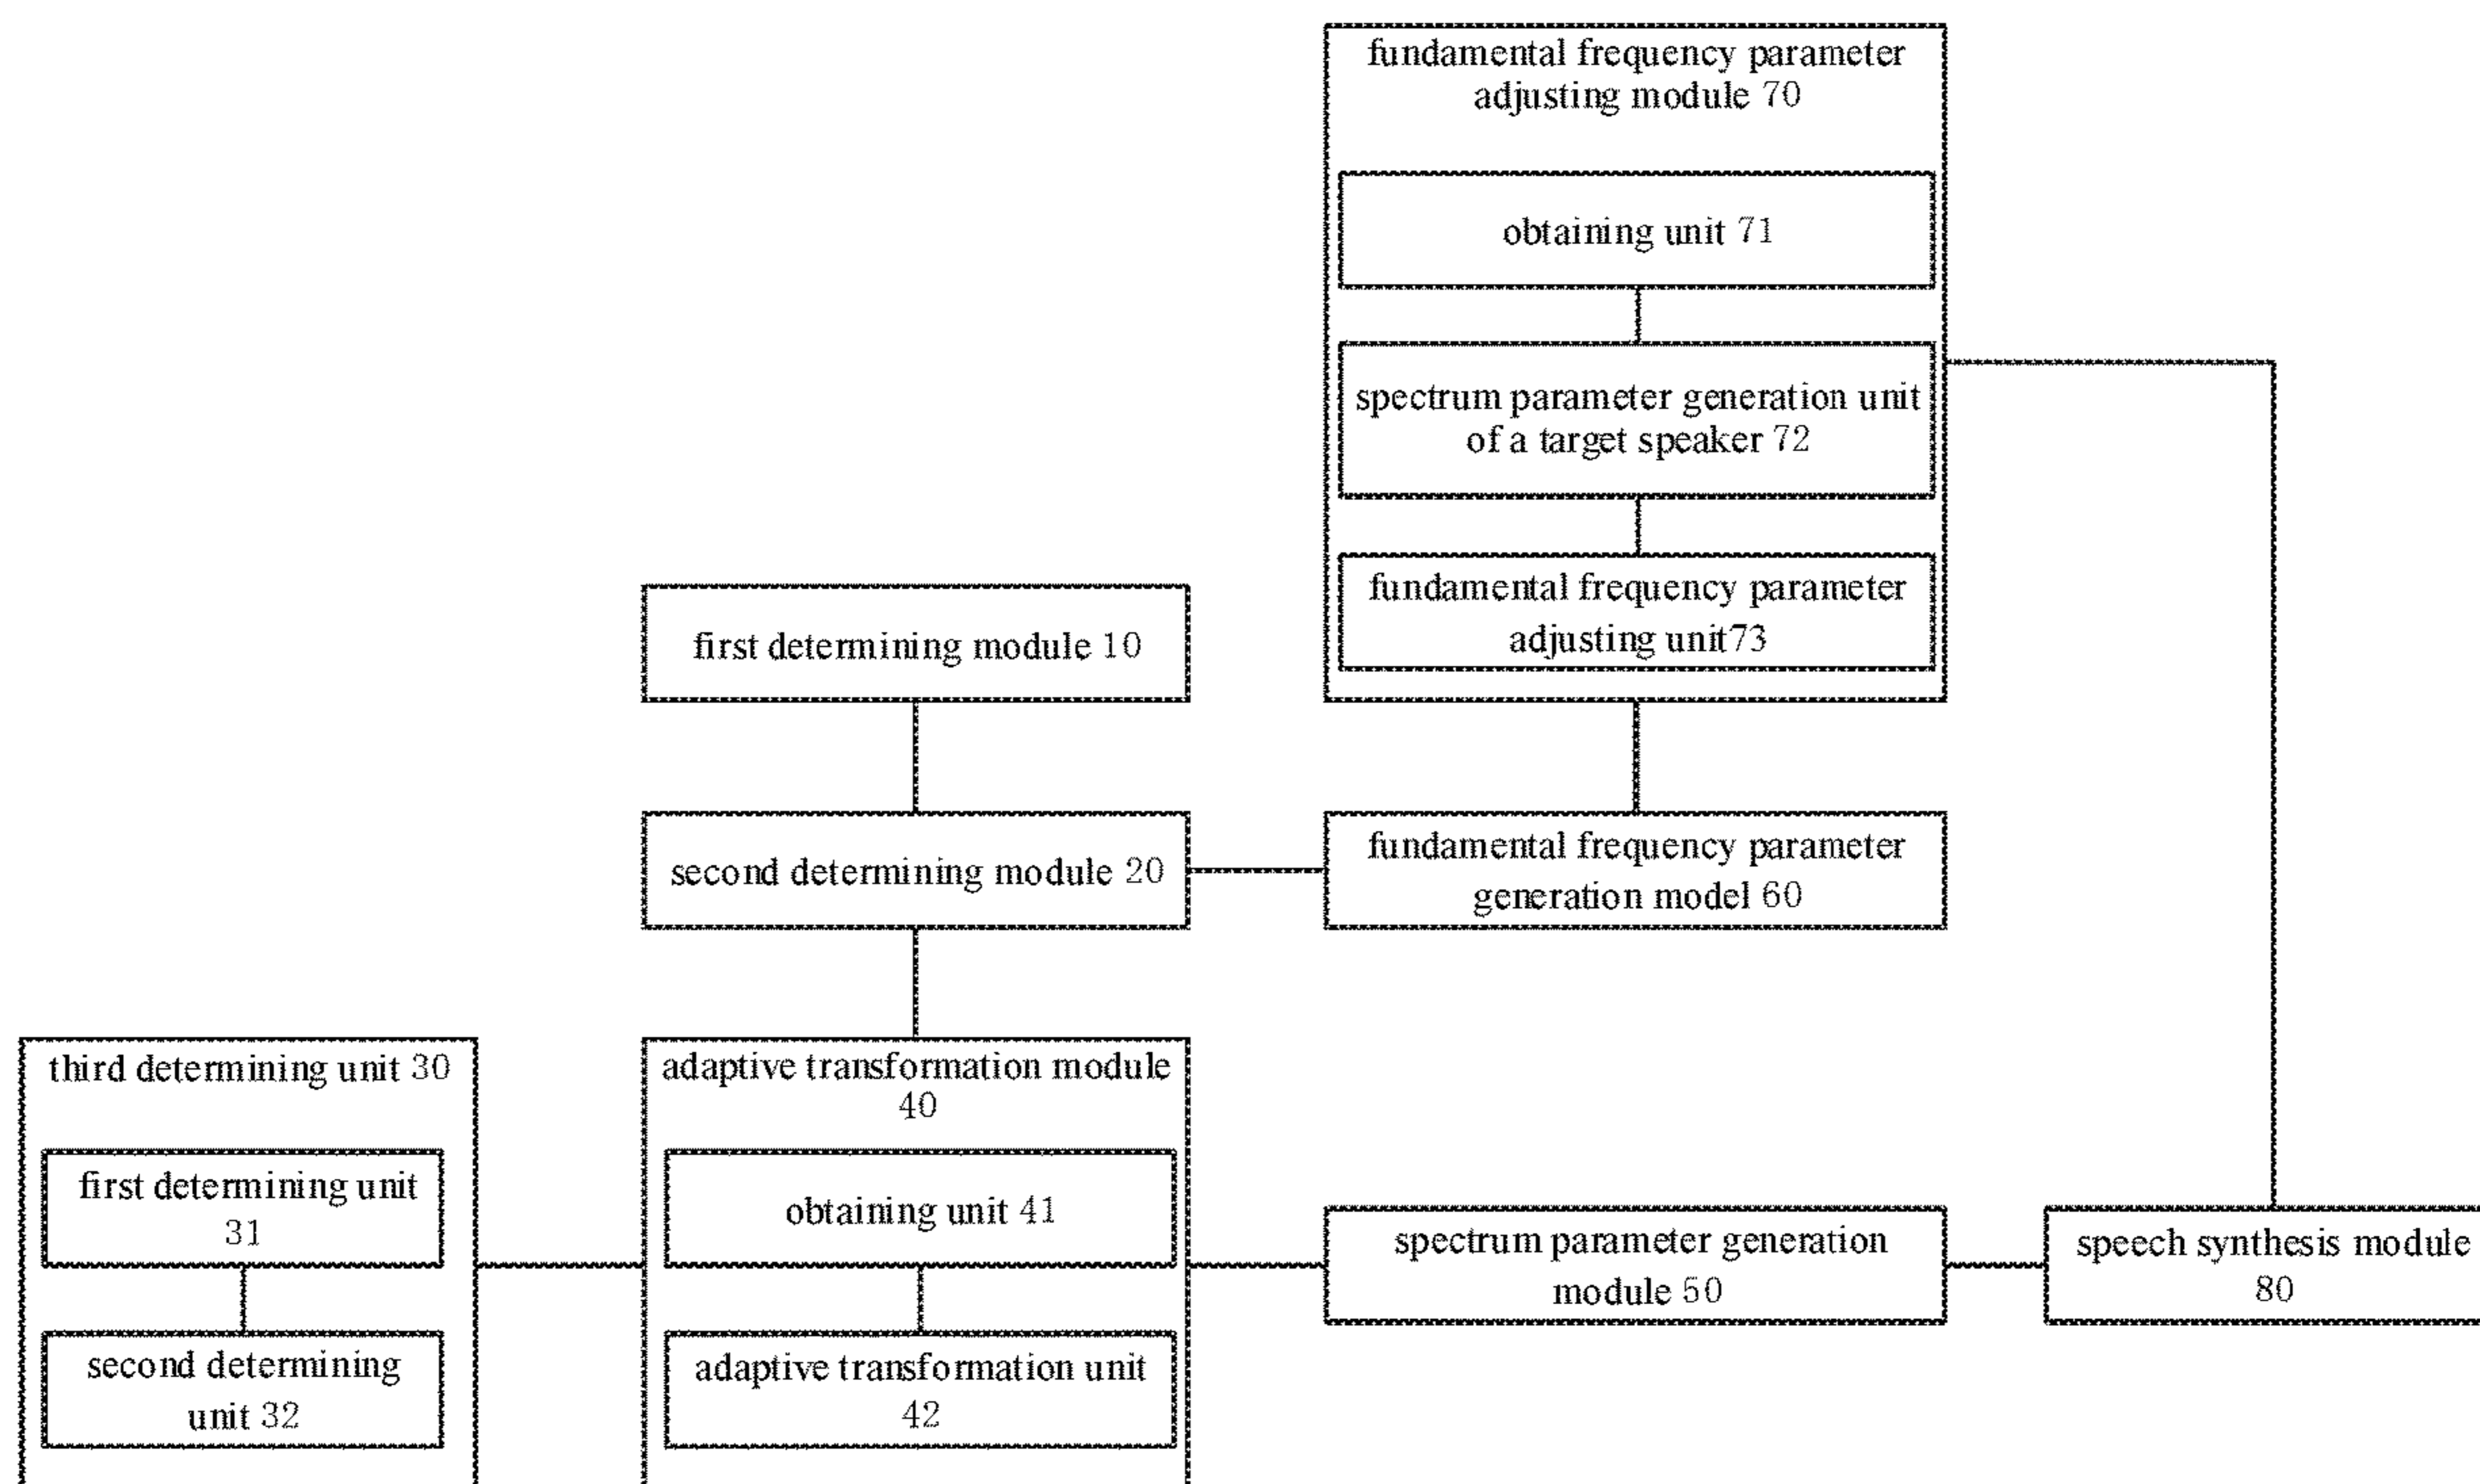 fundamental frequency parameter
adjusting module 70
obtaining unit 71
spectrum parameter generation unit
of a target speaker 72
fundamental frequency parameter
adjusting unit73
first determining module 10
second determining module 20
fundamental frequency parameter
generation model 60
third determining unit 30
first determining unit
31
second determining
unit 32
adaptive transformation module
40
obtaining unit 41
adaptive transformation unit
42
spectrum parameter generation
module 50
speech synthesis module
80